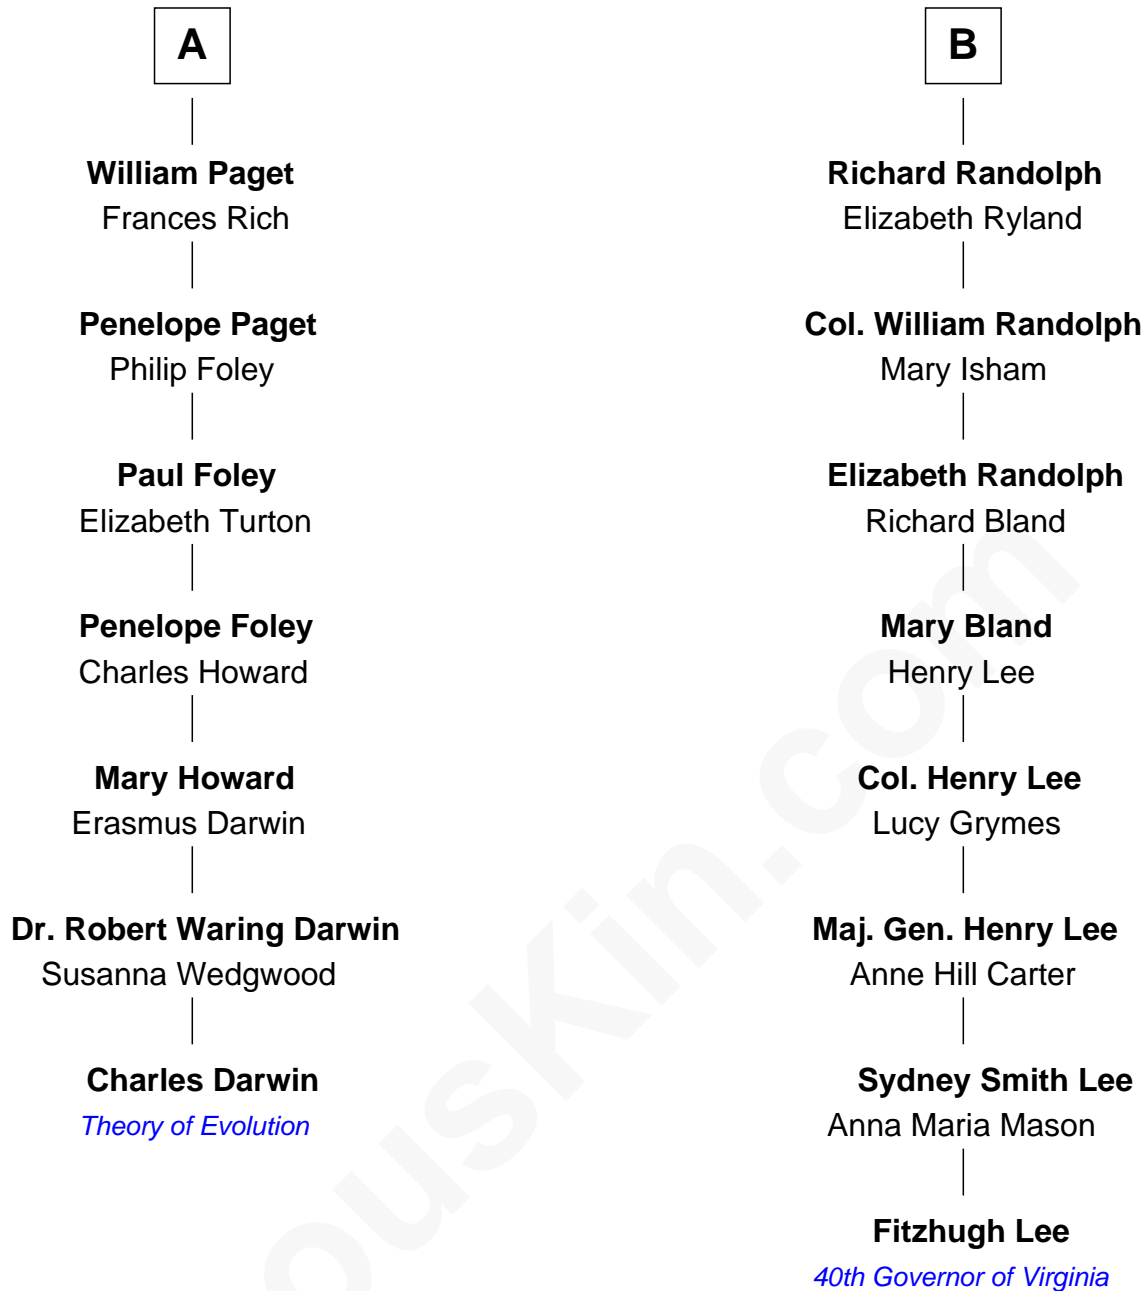 A
William Paget
Frances Rich
Penelope Paget
Philip Foley
Paul Foley
Elizabeth Turton
Penelope Foley
Charles Howard
Mary Howard
Erasmus Darwin
Dr. Robert Waring Darwin
Susanna Wedgwood
Charles Darwin
Theory of Evolution
B
Richard Randolph
Elizabeth Ryland
Col. William Randolph
Mary Isham
Elizabeth Randolph
Richard Bland
Mary Bland
Henry Lee
Col. Henry Lee
Lucy Grymes
Maj. Gen. Henry Lee
Anne Hill Carter
Sydney Smith Lee
Anna Maria Mason
Fitzhugh Lee
40th Governor of Virginia
ousKin.com